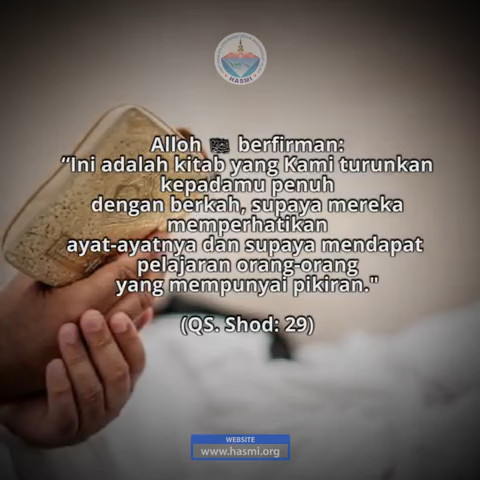 HASMI
Alloh ﷻ berfirman:
“Ini adalah kitab yang Kami turunkan
kepadamu penuh
dengan berkah, supaya mereka
memperhatikan
ayat-ayatnya dan supaya mendapat
pelajaran orang-orang
yang mempunyai pikiran."
(QS. Shod: 29)
WEBSITE
www.hasmi.org